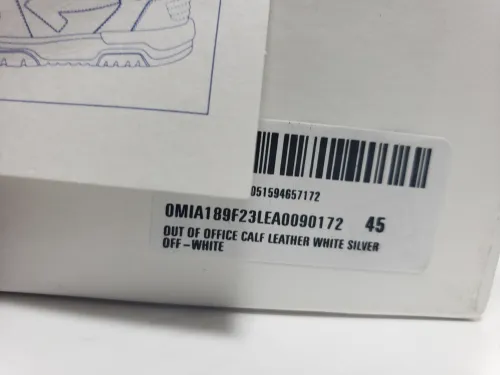 051594657172
OMIA189F23LEA0090172 45
OUT OF OFFICE CALF LEATHER WHITE SILVER
OFF-WHITE